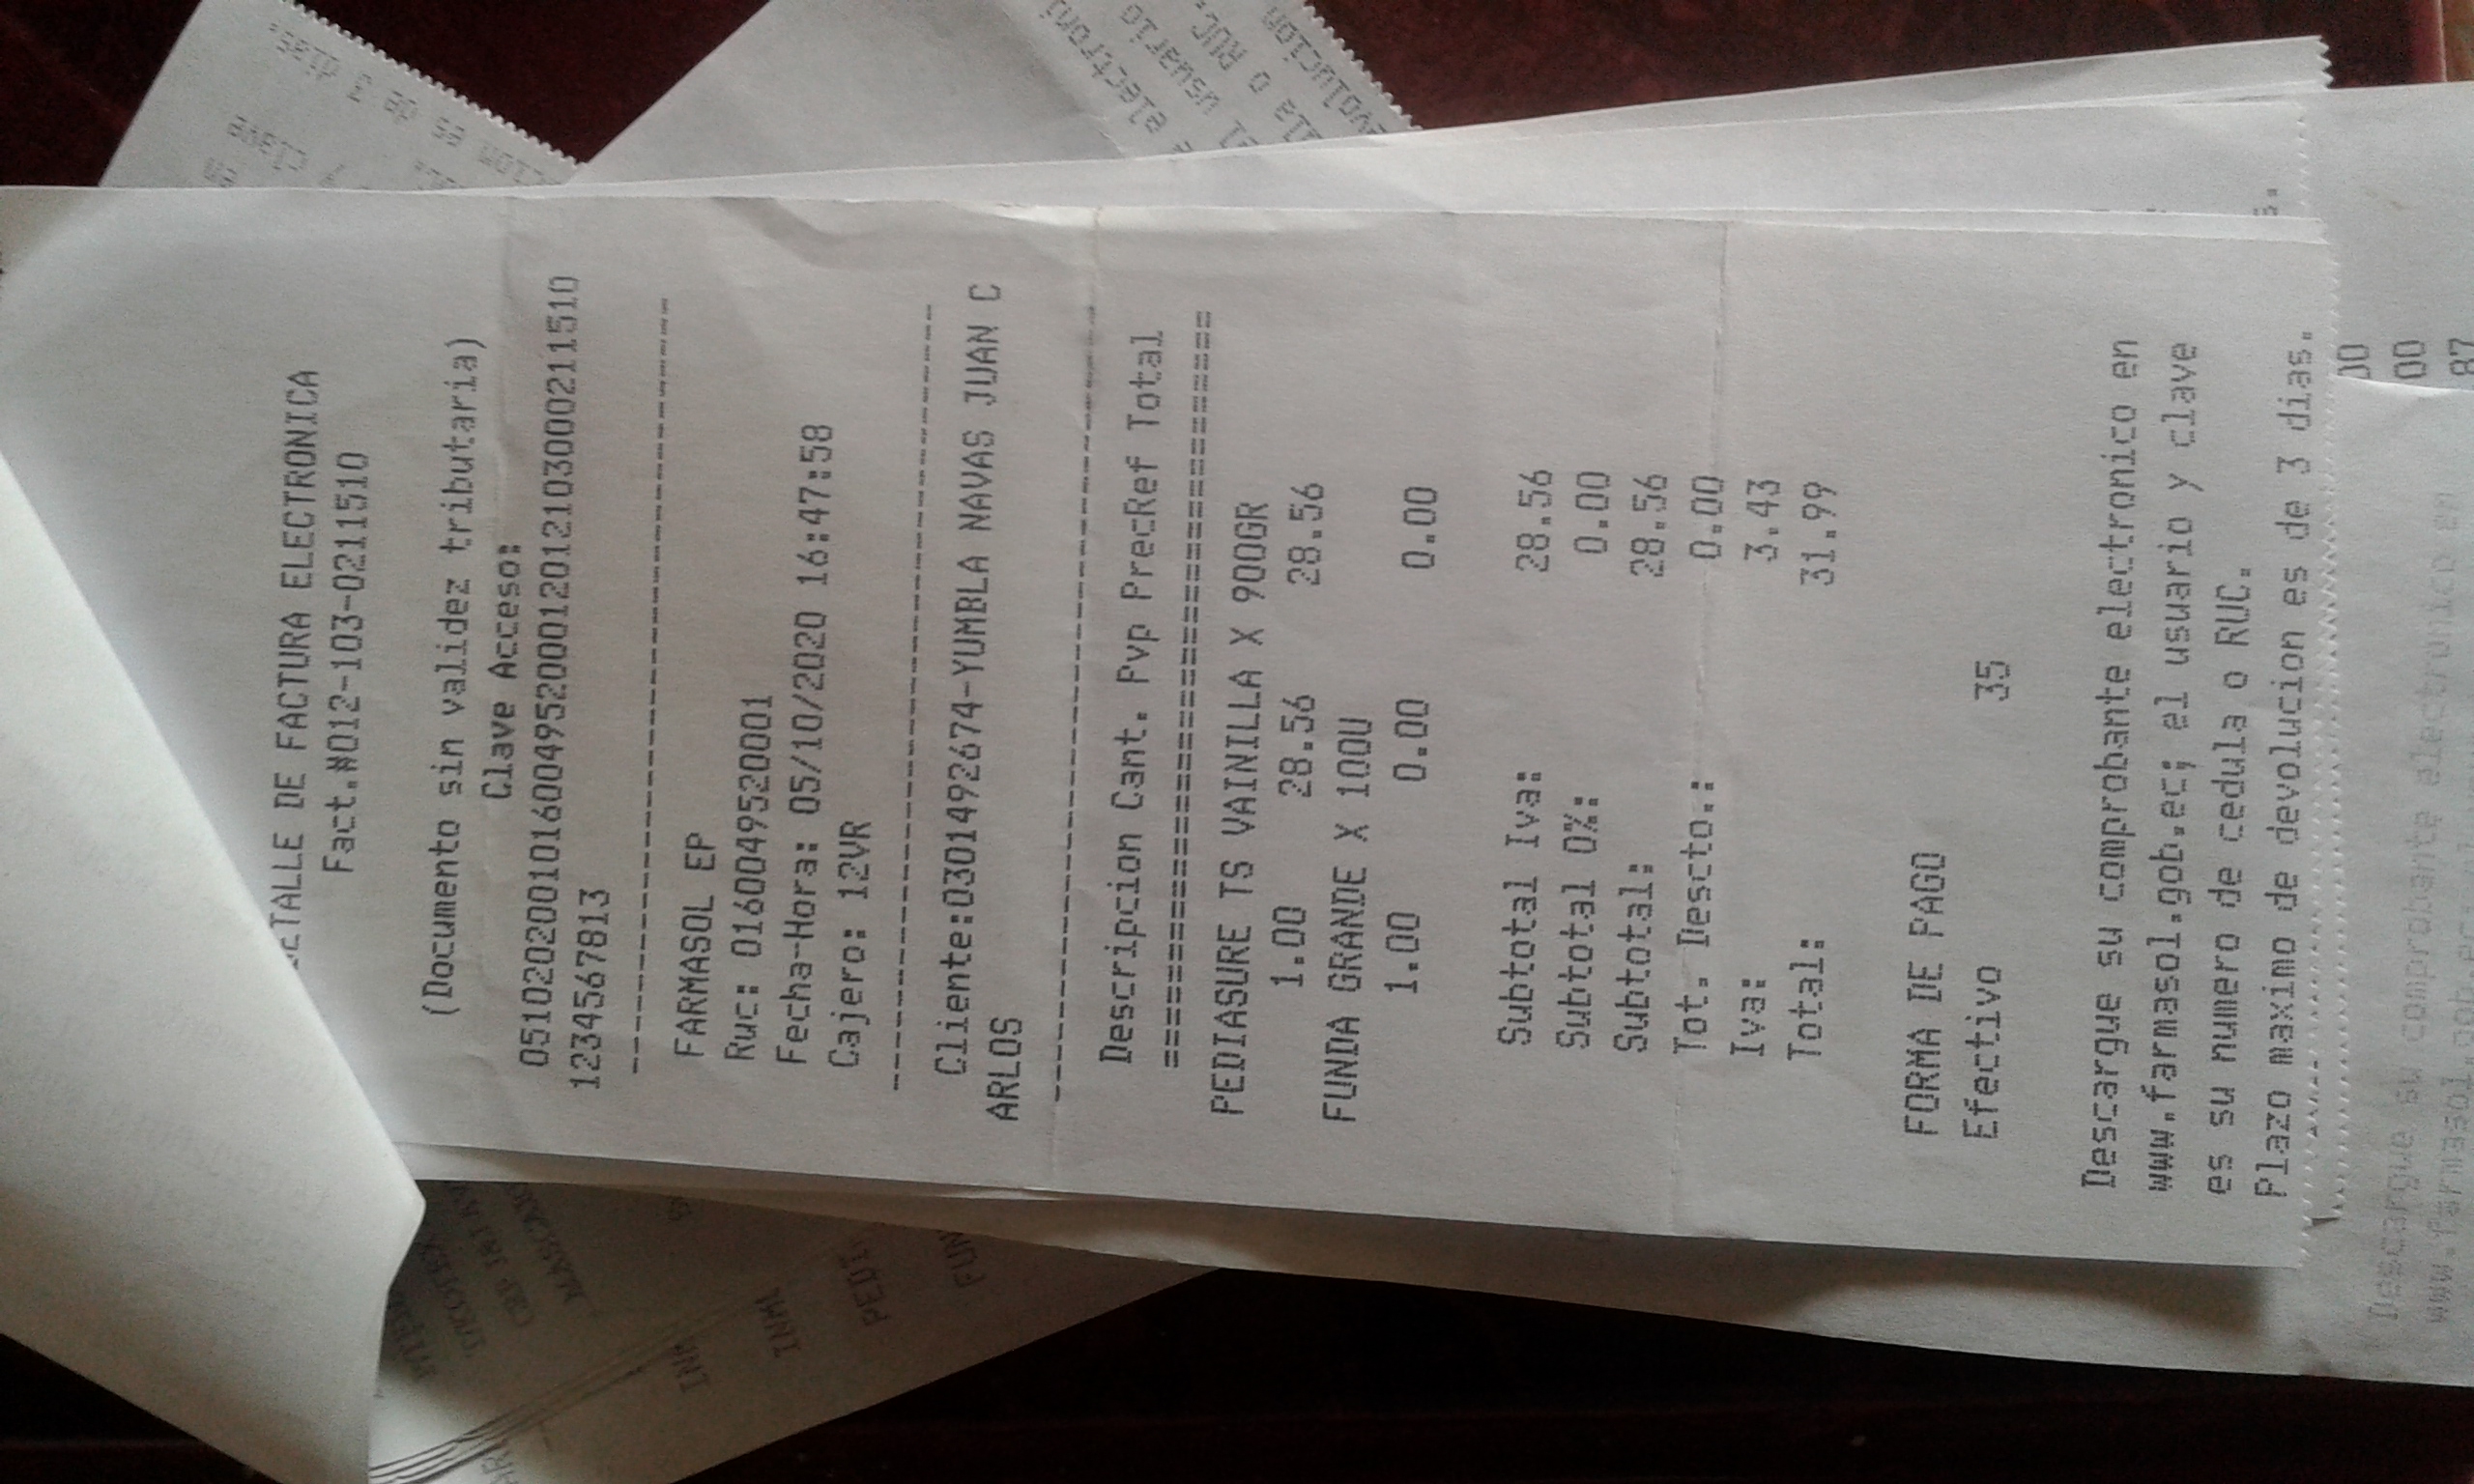 DETALLE DE FACTURA ELECTRONICA
Fact.#012-103-0211510
(Documento sin validez tributaria)
Clave Acceso:
051020200101600495200012012103000211510
1234567813
FARMASOL EP
Ruc: 0160049520001
Fecha-Hora: 05/10/2020 16:47:58
Cajero: 12VR
Cliente:0301492674-YUMBLA NAVAS JUAN C
ARLOS
Descripcion Cant. Pvp PrecRef Total
===================================
PEDIASURE TS VAINILLA X 900GR
1.00 28.56 28.56
FUNDA GRANDE X 100U
1.00 0.00 0.00
Subtotal Iva: 28.56
Subtotal 0%: 0.00
Subtotal: 28.56
Tot. Descto.: 0.00
Iva: 3.43
Total: 31.99
FORMA DE PAGO
Efectivo 35
Descargue su comprobante electronico en
www.farmasol.gob.ec; el usuario y clave
es su numero de cedula o RUC.
Plazo maximo de devolucion es de 3 dias.
00
00
87
Descargue su comprobante electronico en
www.farmasol.gob.ec;